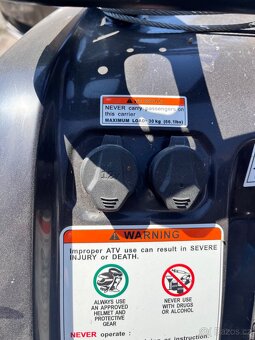 WARNING
NEVER carry passengers on
this carrier
MAXIMUM LOAD: 30 kg (66.1lbs)
WARNING
Improper ATV use can result in SEVERE
INJURY or DEATH.
ALWAYS USE
AN APPROVED
HELMET AND
PROTECTIVE
GEAR
NEVER USE
WITH DRUGS
OR ALCOHOL
NEVER operate :
instruction.